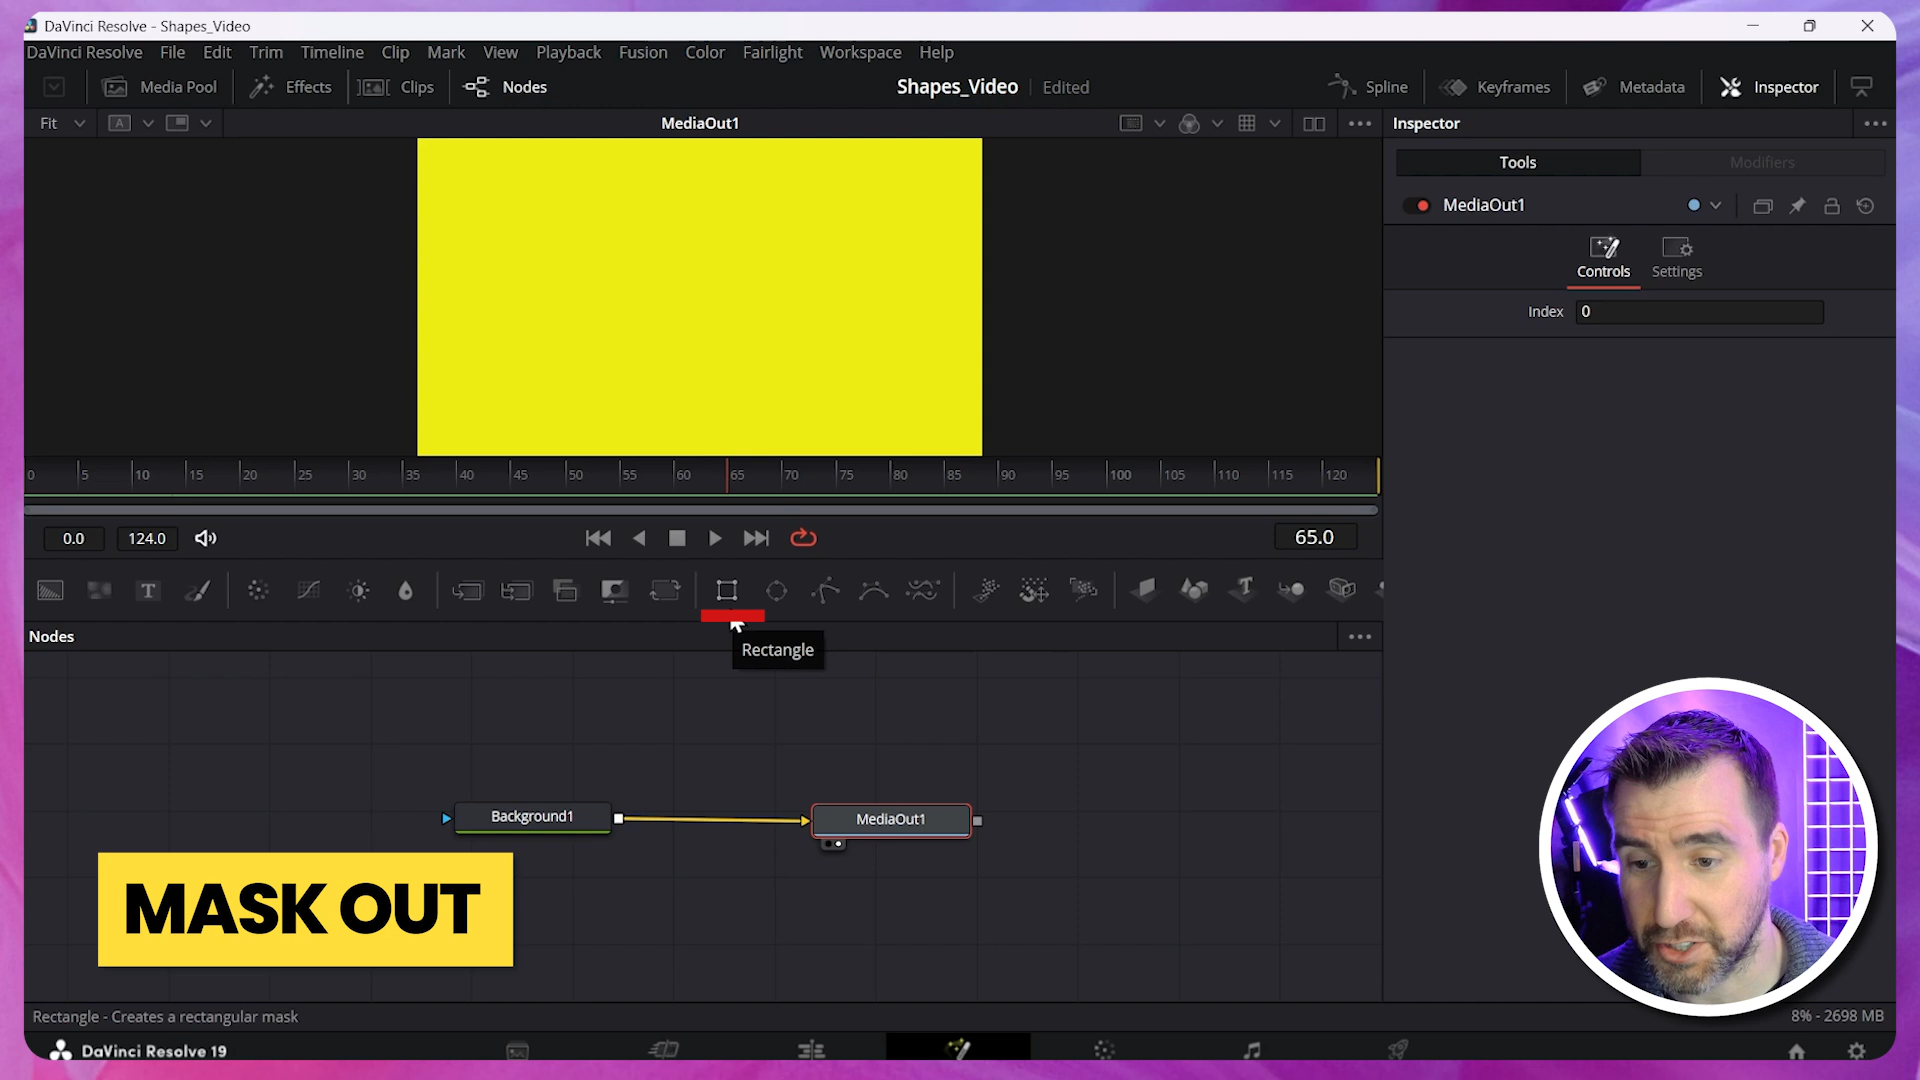 DaVinci Resolve - Shapes_Video
DaVinci Resolve File Edit Trim Timeline Clip Mark View Playback Fusion Color Fairlight Workspace Help
Media Pool Effects Clips Nodes Shapes_Video Edited Spline Keyframes Metadata Inspector
Fit A MediaOut1 Inspector
Tools Modifiers
MediaOut1
Controls Settings
Index 0
0 5 10 15 20 25 30 35 40 45 50 55 60 65 70 75 80 85 90 95 100 105 110 115 120
0.0 124.0 65.0
T T
Nodes
Rectangle
Background1 MediaOut1
MASK OUT
Rectangle - Creates a rectangular mask 8% - 2698 MB
DaVinci Resolve 19